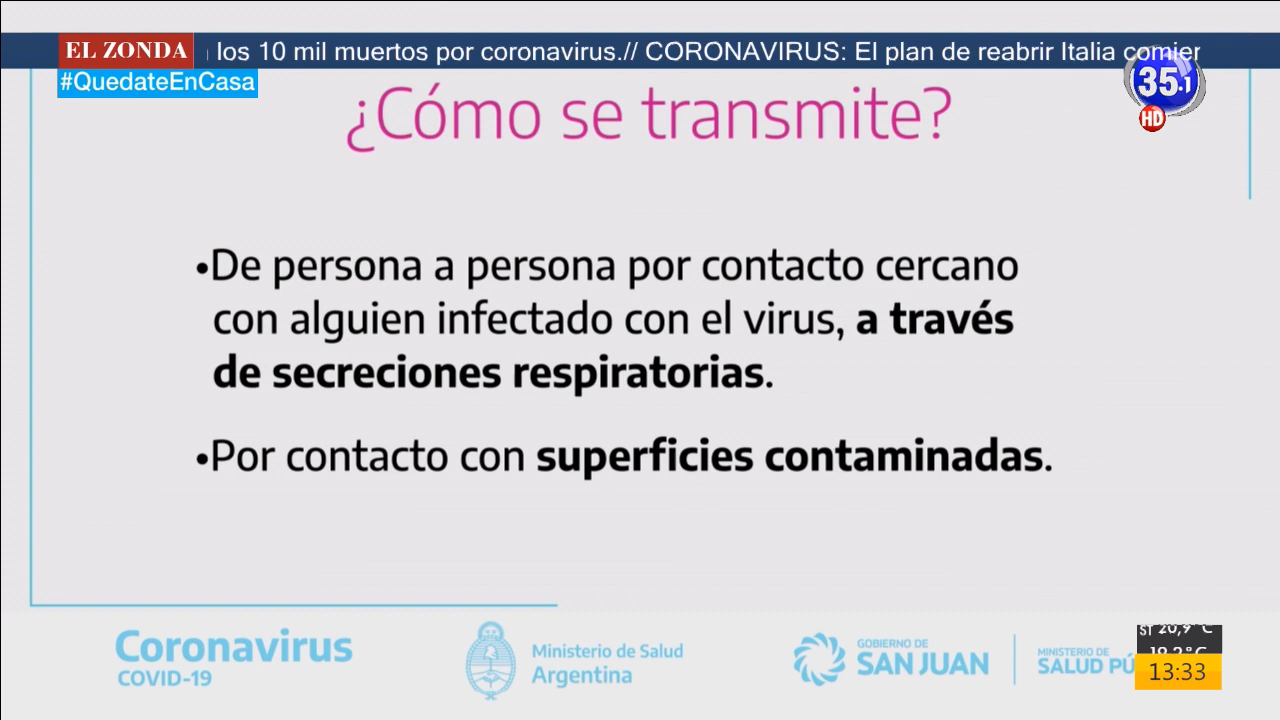 EL ZONDA
los 10 mil muertos por coronavirus.// CORONAVIRUS: El plan de reabrir Italia comien
#QuedateEnCasa
35.1
HD
¿Cómo se transmite?
•De persona a persona por contacto cercano
con alguien infectado con el virus, a través
de secreciones respiratorias.
•Por contacto con superficies contaminadas.
Coronavirus
COVID-19
Ministerio de Salud
Argentina
GOBIERNO DE
SAN JUAN
MINISTERIO DE
SALUD PÚ
ST 20,9°C
13:33